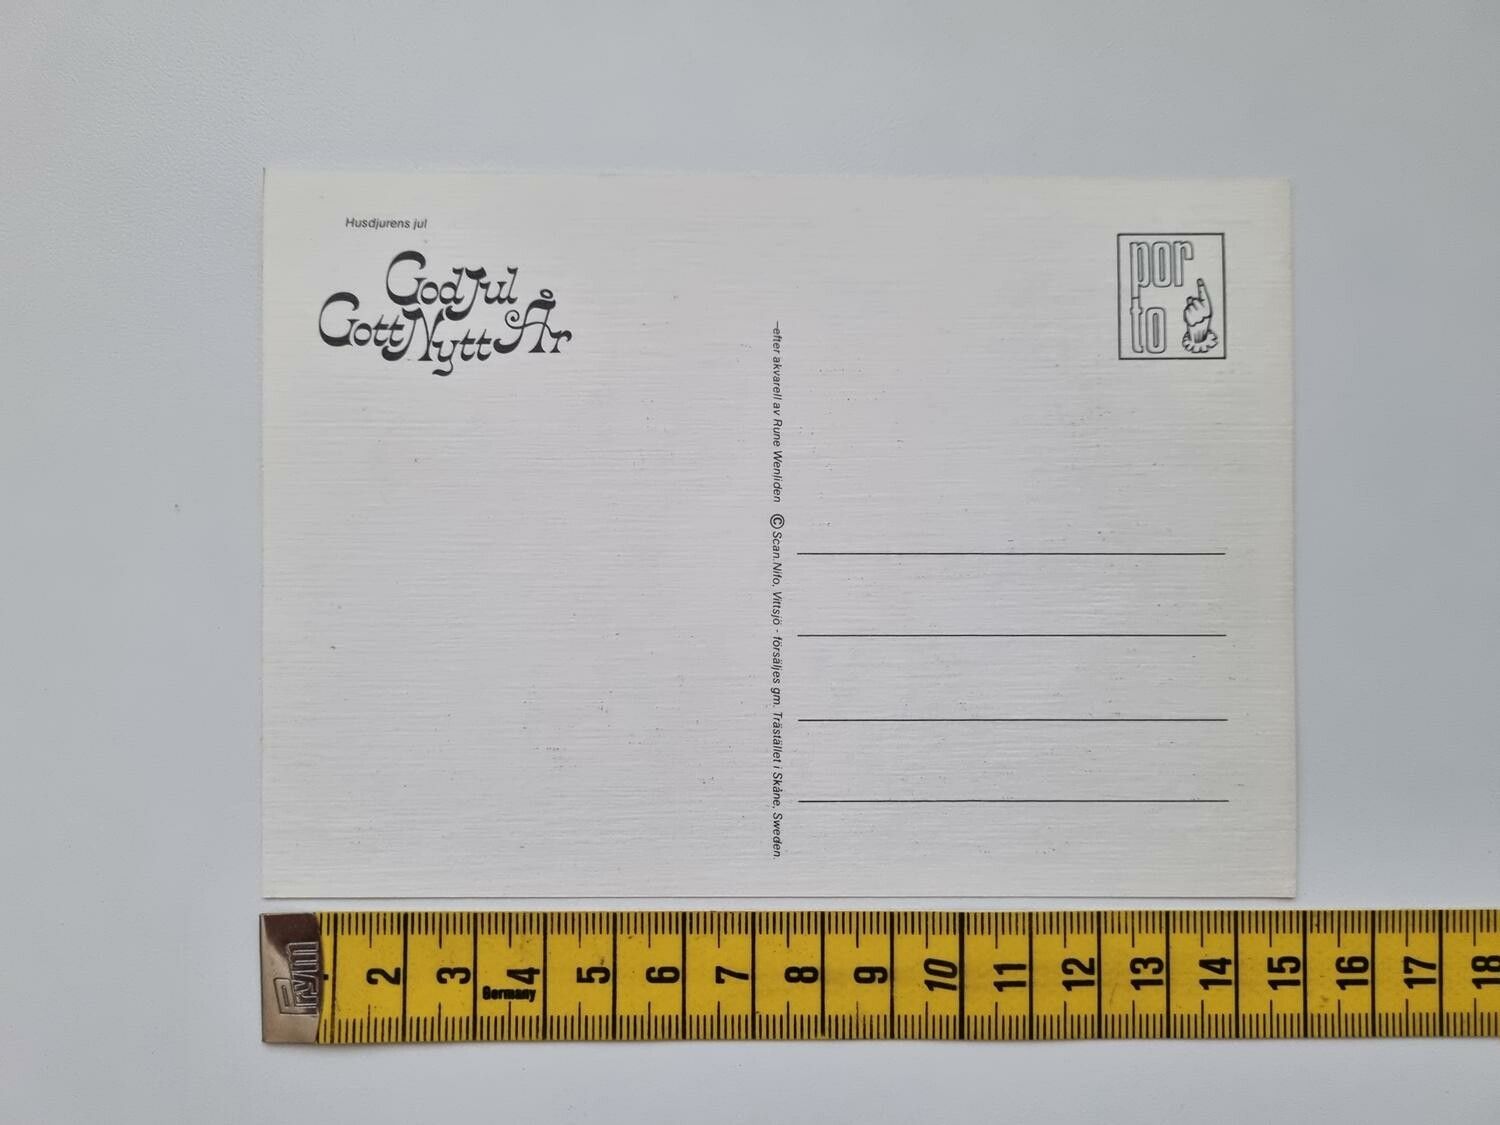 Husdjurens jul
God Jul
Gott Nytt År
por
to
–efter akvarell av Rune Wenliden © Scan.Nifo, Vittsjö - försäljes gm. Trästället i Skåne, Sweden.
Prym
2 3 4 5 6 7 8 9 10 11 12 13 14 15 16 17 18
Germany